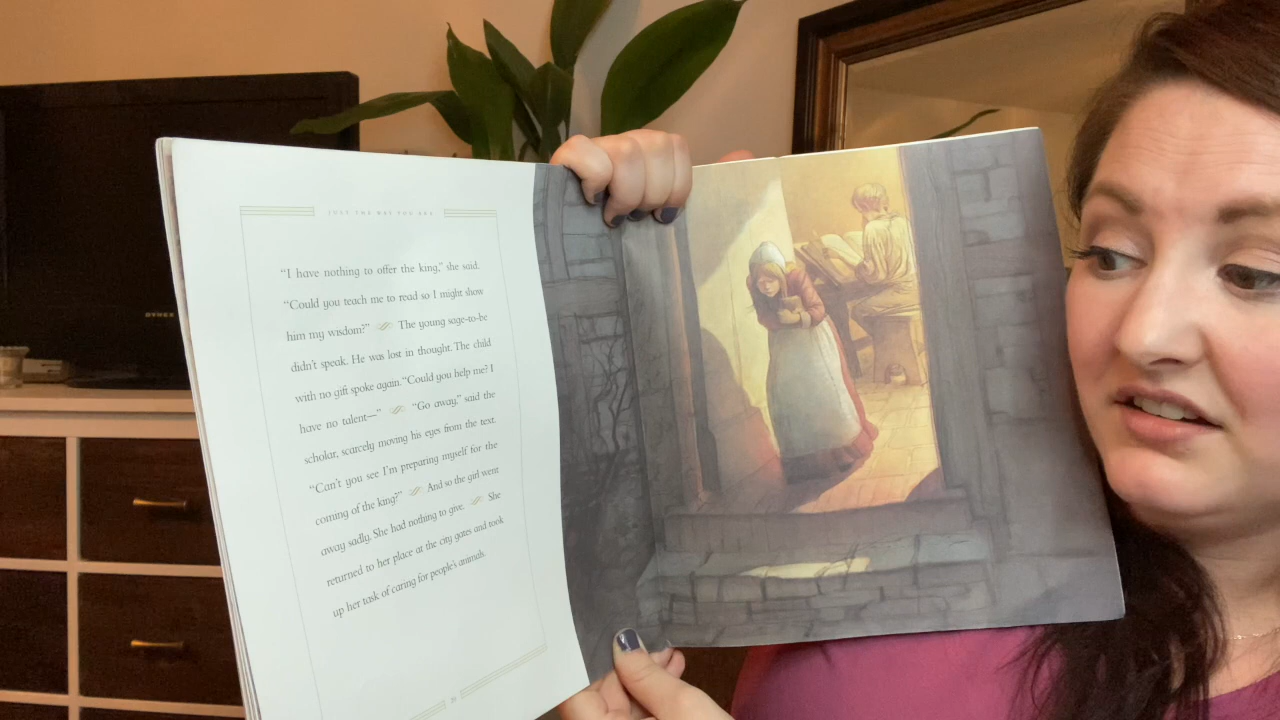 DYNEX
JUST THE WAY YOU ARE
“I have nothing to offer the king,” she said.
“Could you teach me to read so I might show
him my wisdom?” The young sage-to-be
didn’t speak. He was lost in thought. The child
with no gift spoke again. “Could you help me? I
have no talent—” “Go away,” said the
scholar, scarcely moving his eyes from the text.
“Can’t you see I’m preparing myself for the
coming of the king?” And so the girl went
away sadly. She had nothing to give. She
returned to her place at the city gates and took
up her task of caring for people’s animals.